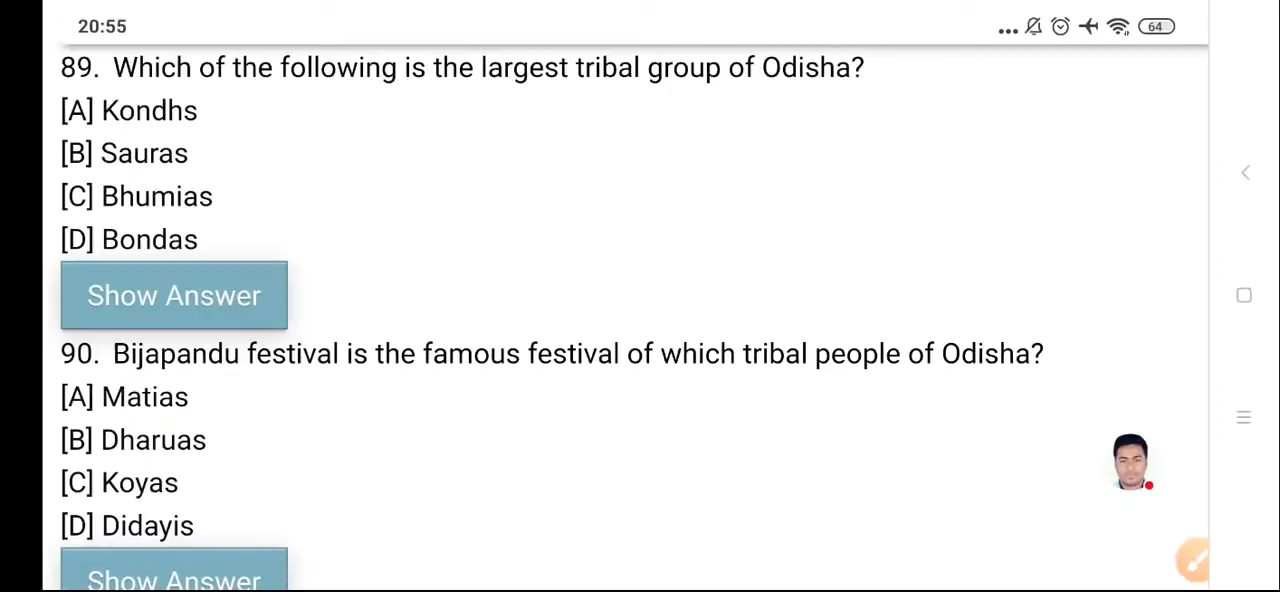 20:55
64
89. Which of the following is the largest tribal group of Odisha?
[A] Kondhs
[B] Sauras
[C] Bhumias
[D] Bondas
Show Answer
90. Bijapandu festival is the famous festival of which tribal people of Odisha?
[A] Matias
[B] Dharuas
[C] Koyas
[D] Didayis
Show Answer